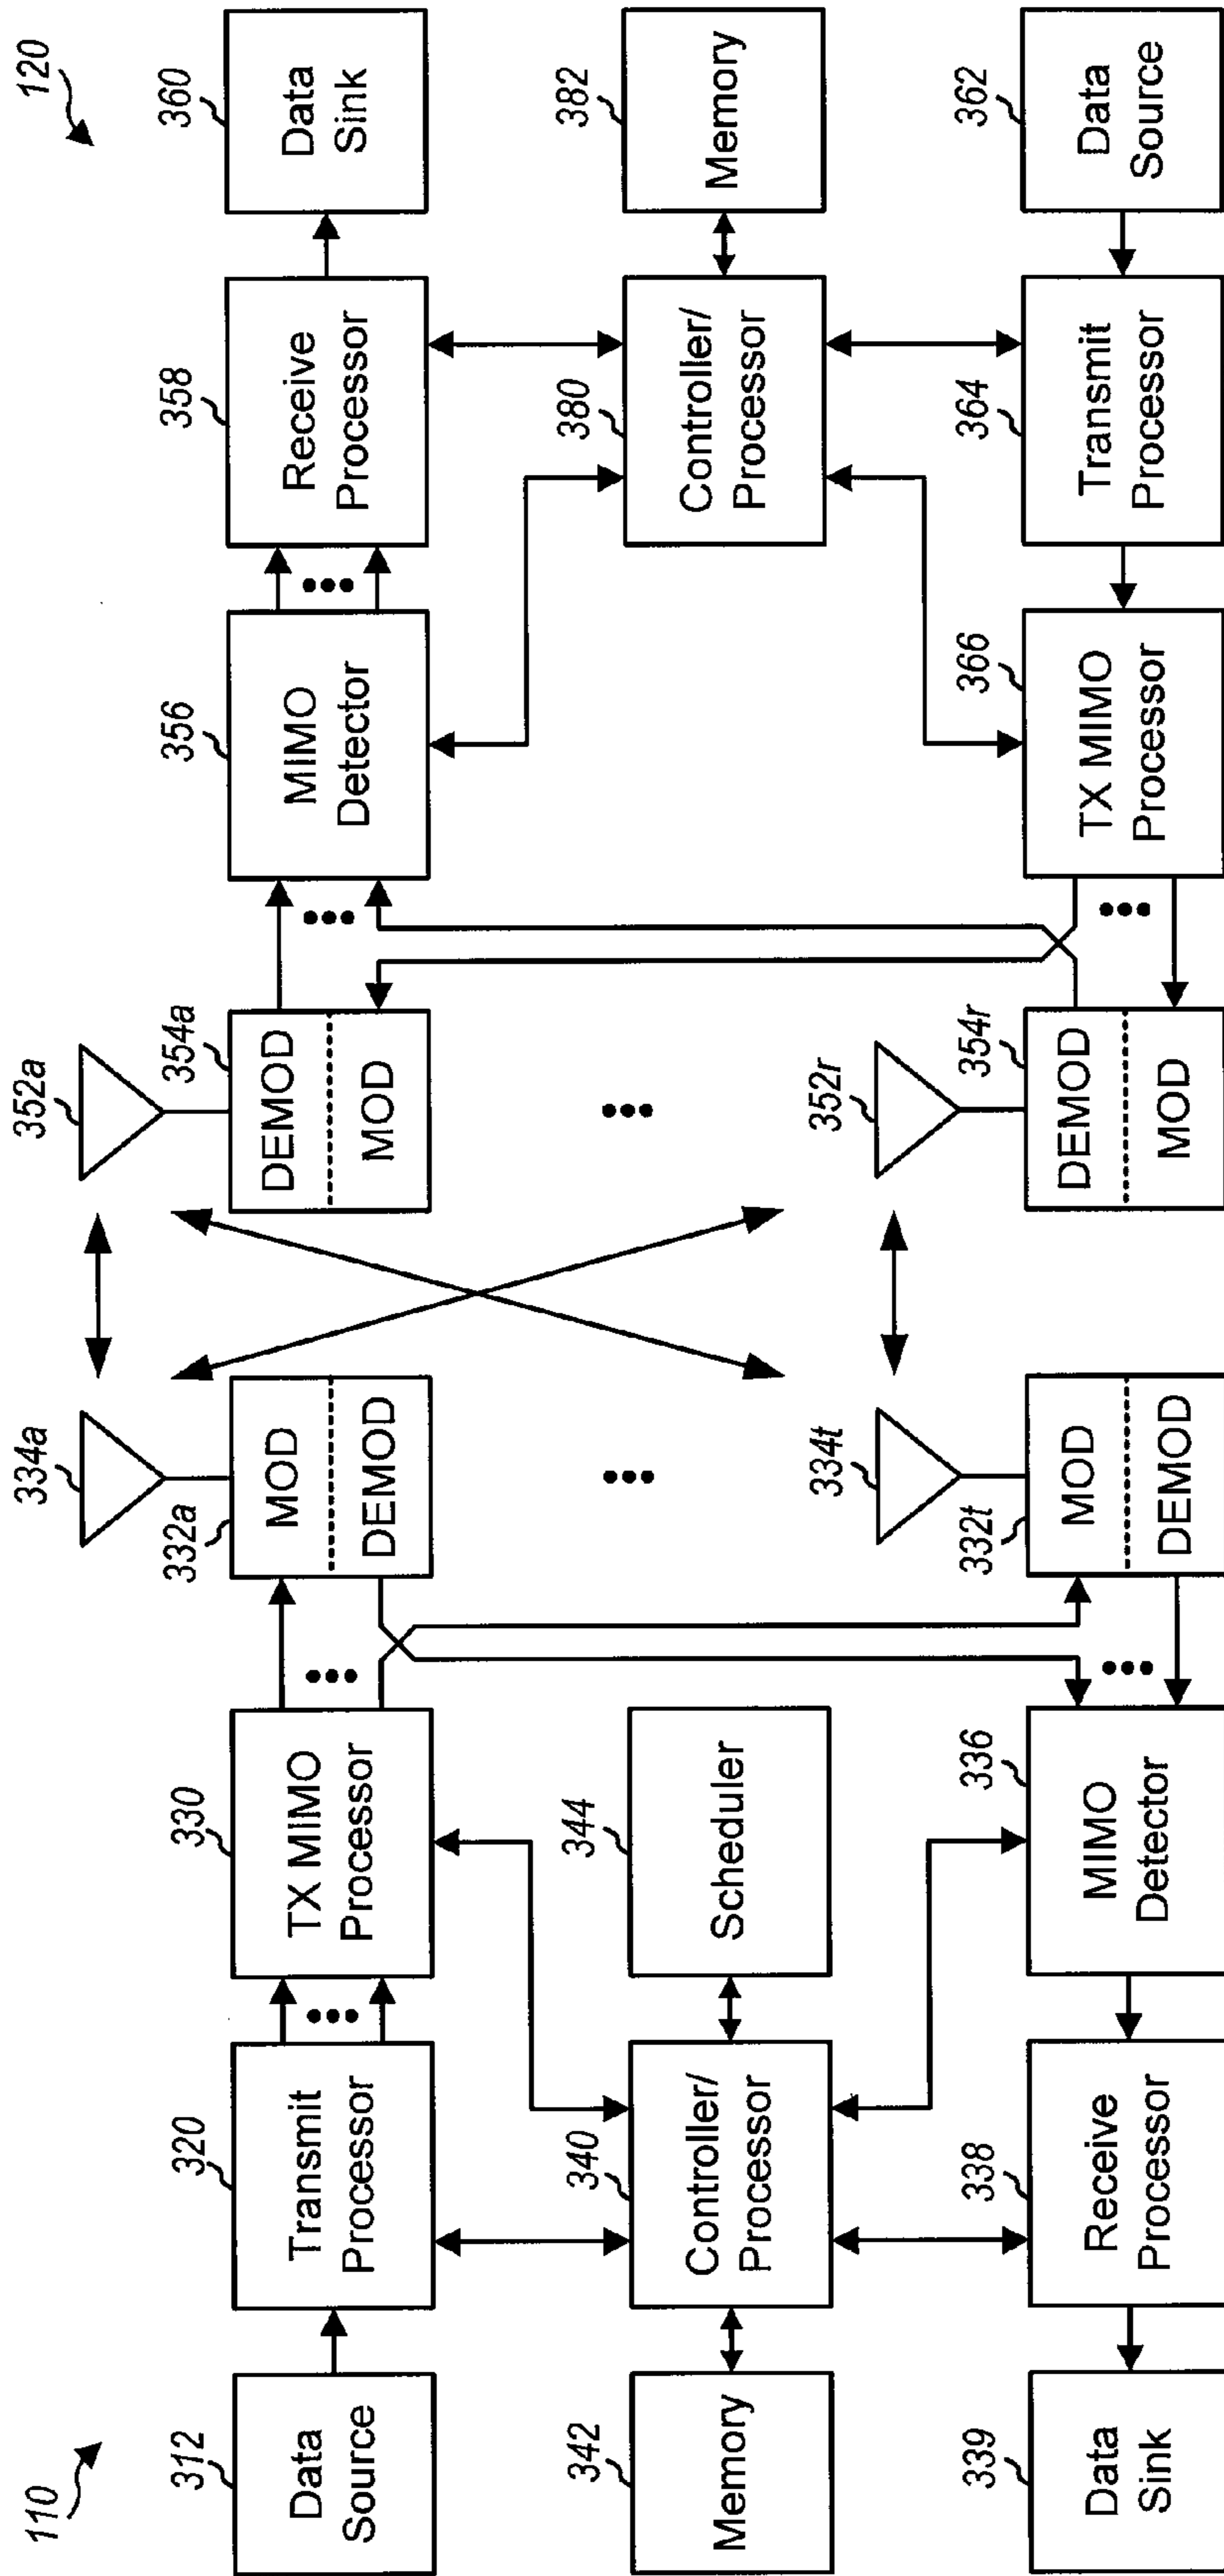 110
120
312
Data
Source
320
Transmit
Processor
330
TX MIMO
Processor
332a
MOD
DEMOD
334a
352a
354a
DEMOD
MOD
356
MIMO
Detector
358
Receive
Processor
360
Data
Sink
342
Memory
340
Controller/
Processor
344
Scheduler
380
Controller/
Processor
382
Memory
339
Data
Sink
338
Receive
Processor
336
MIMO
Detector
332t
MOD
DEMOD
334t
352r
354r
DEMOD
MOD
366
TX MIMO
Processor
364
Transmit
Processor
362
Data
Source